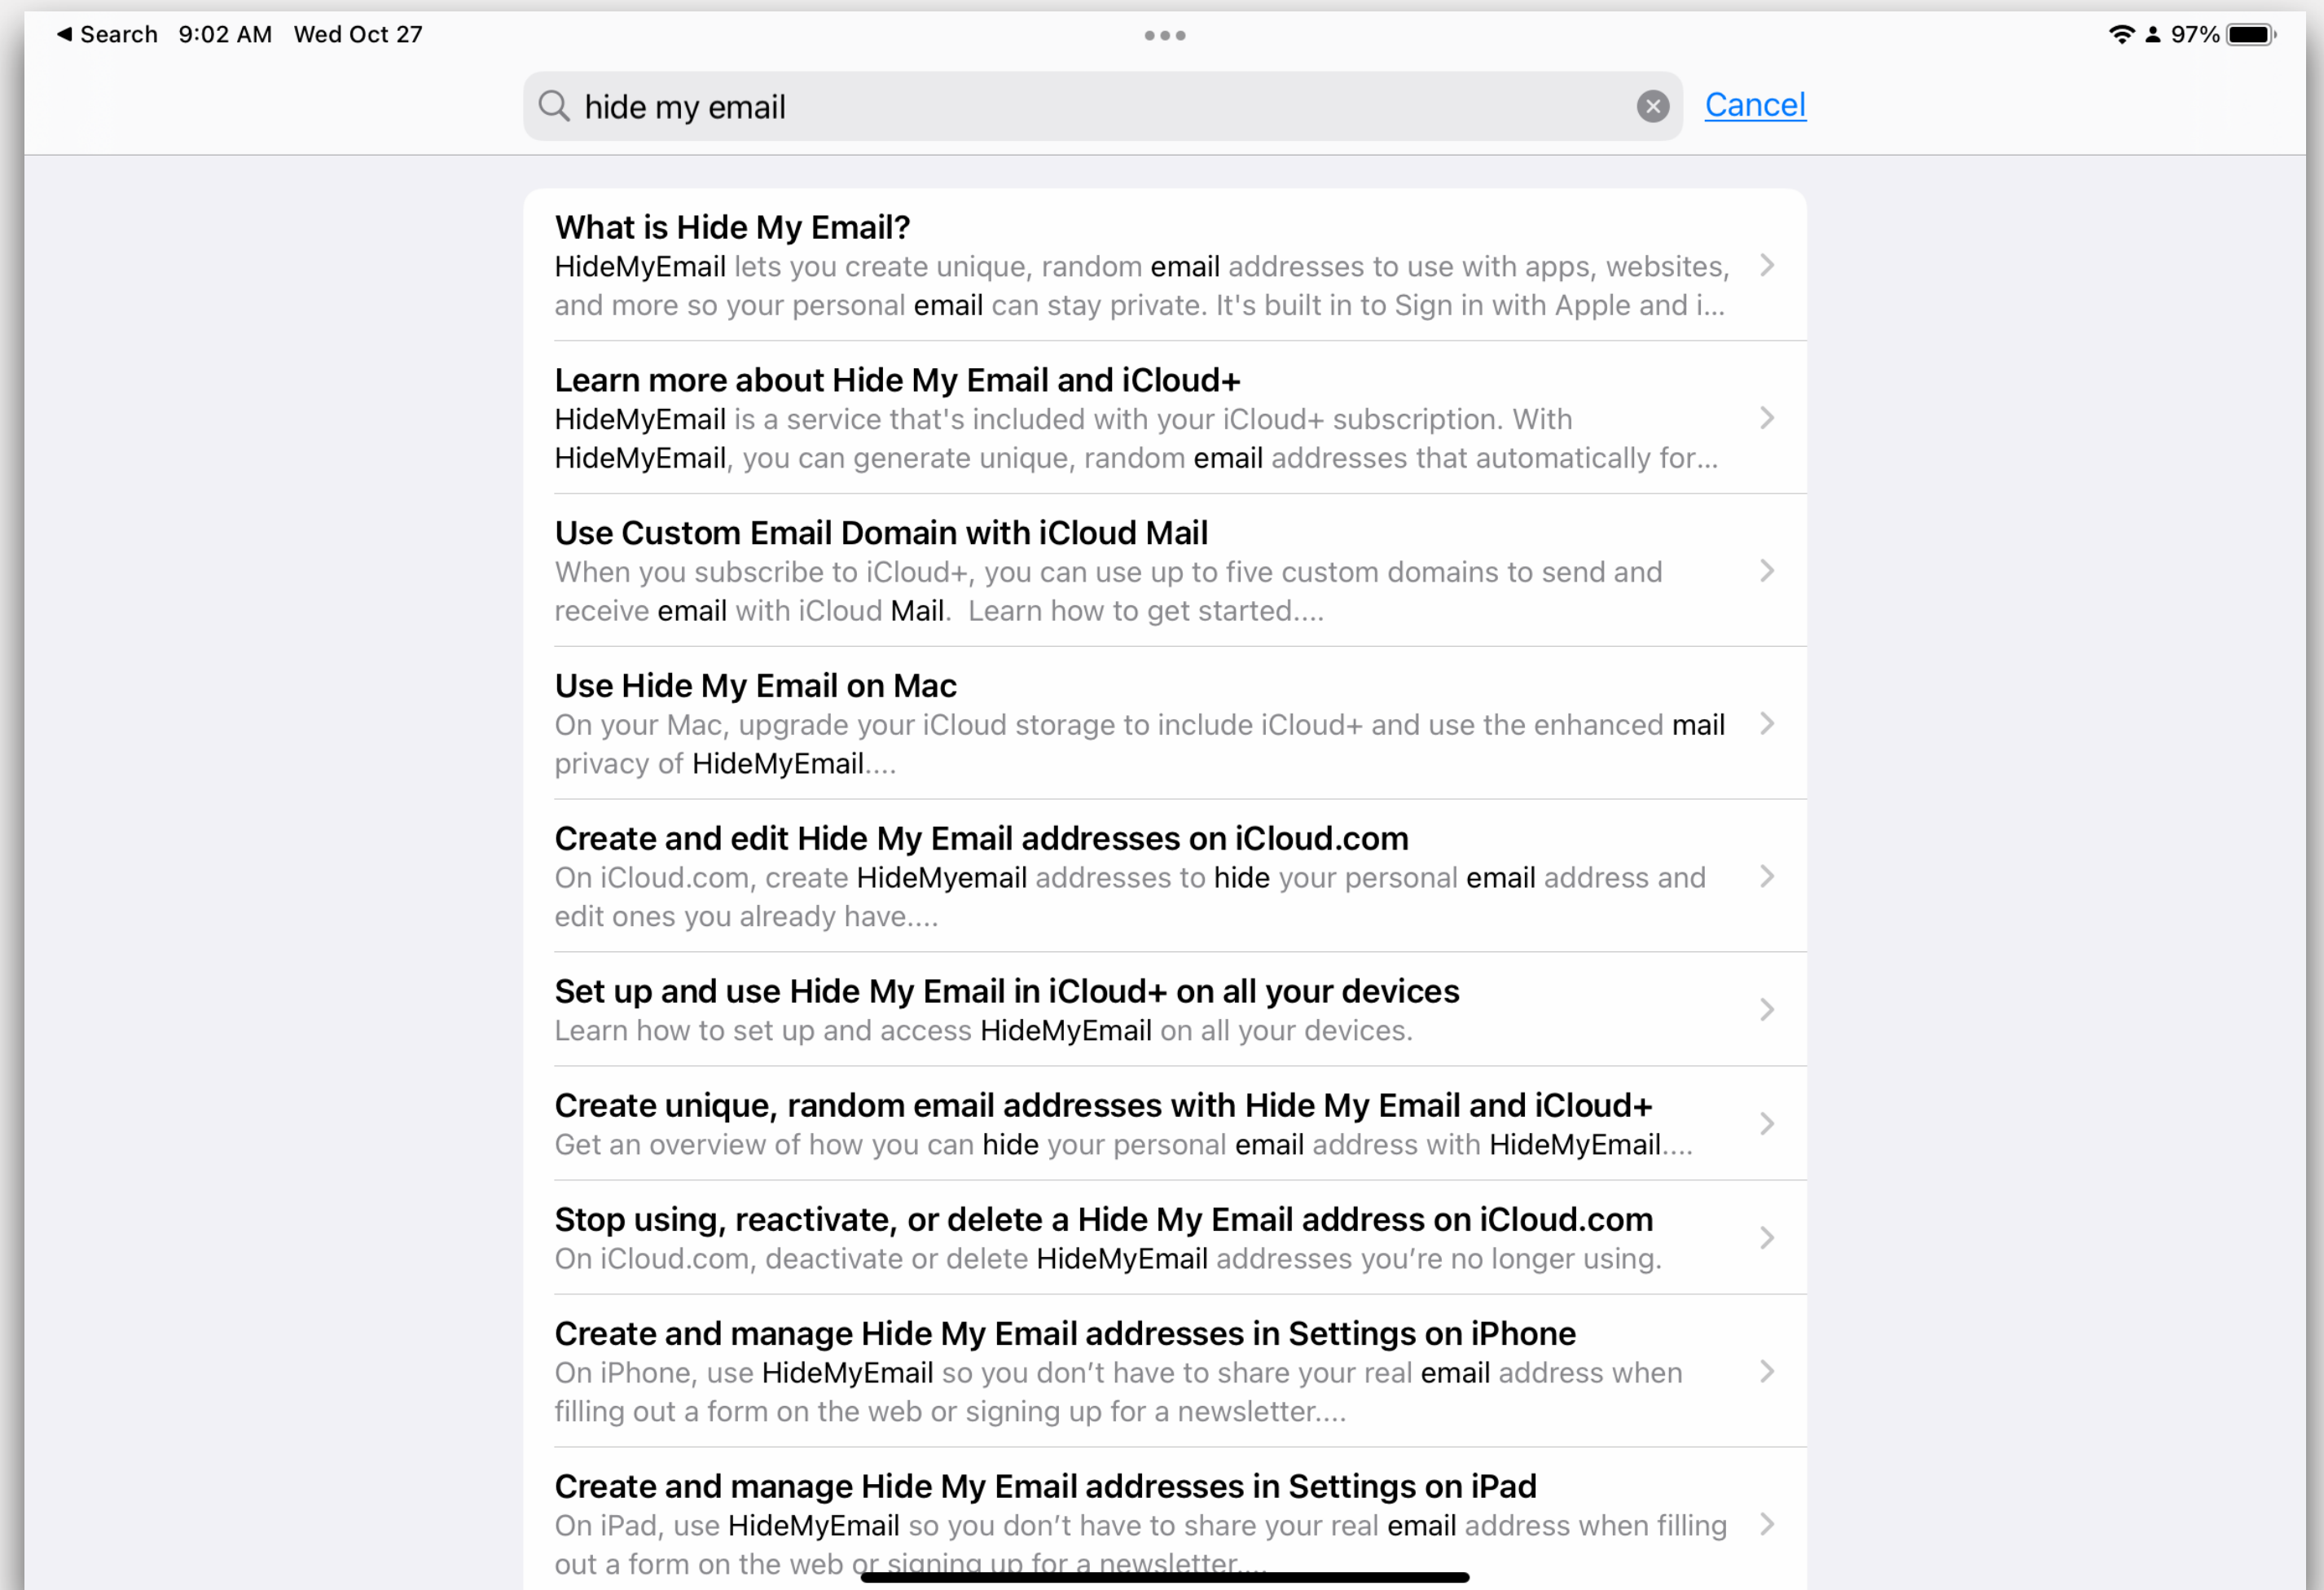 ◀ Search 9:02 AM Wed Oct 27
97%
hide my email
Cancel
What is Hide My Email?
HideMyEmail lets you create unique, random email addresses to use with apps, websites,
and more so your personal email can stay private. It's built in to Sign in with Apple and i...
Learn more about Hide My Email and iCloud+
HideMyEmail is a service that's included with your iCloud+ subscription. With
HideMyEmail, you can generate unique, random email addresses that automatically for...
Use Custom Email Domain with iCloud Mail
When you subscribe to iCloud+, you can use up to five custom domains to send and
receive email with iCloud Mail.  Learn how to get started....
Use Hide My Email on Mac
On your Mac, upgrade your iCloud storage to include iCloud+ and use the enhanced mail
privacy of HideMyEmail....
Create and edit Hide My Email addresses on iCloud.com
On iCloud.com, create HideMyemail addresses to hide your personal email address and
edit ones you already have....
Set up and use Hide My Email in iCloud+ on all your devices
Learn how to set up and access HideMyEmail on all your devices.
Create unique, random email addresses with Hide My Email and iCloud+
Get an overview of how you can hide your personal email address with HideMyEmail....
Stop using, reactivate, or delete a Hide My Email address on iCloud.com
On iCloud.com, deactivate or delete HideMyEmail addresses you’re no longer using.
Create and manage Hide My Email addresses in Settings on iPhone
On iPhone, use HideMyEmail so you don’t have to share your real email address when
filling out a form on the web or signing up for a newsletter....
Create and manage Hide My Email addresses in Settings on iPad
On iPad, use HideMyEmail so you don’t have to share your real email address when filling
out a form on the web or signing up for a newsletter....